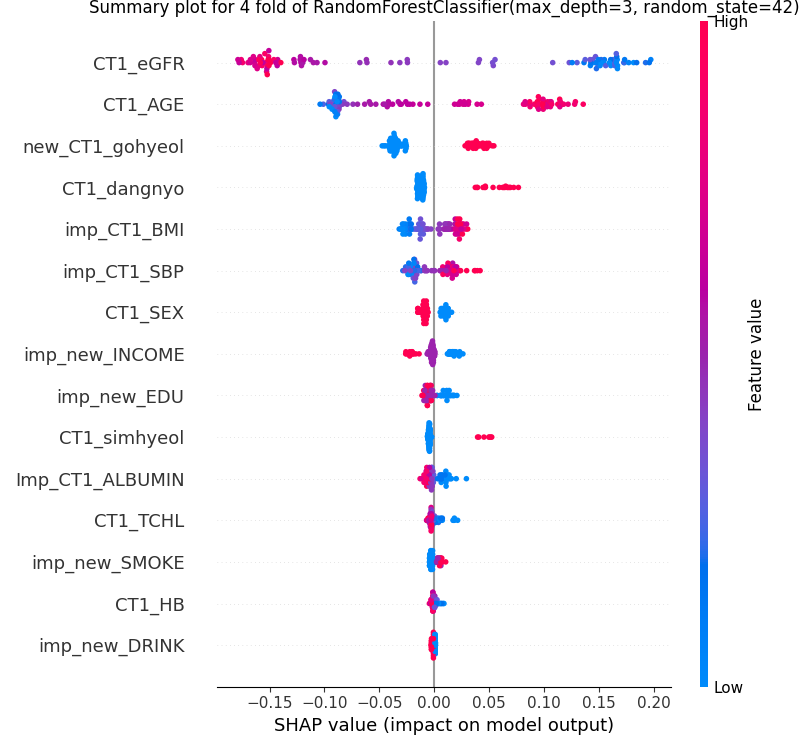 Summary plot for 4 fold of RandomForestClassifier(max_depth=3, random_state=42)
High
CT1_eGFR
CT1_AGE
new_CT1_gohyeol
CT1_dangnyo
imp_CT1_BMI
imp_CT1_SBP
CT1_SEX
imp_new_INCOME
imp_new_EDU
CT1_simhyeol
Imp_CT1_ALBUMIN
CT1_TCHL
imp_new_SMOKE
CT1_HB
imp_new_DRINK
Feature value
Low
−0.15 −0.10 −0.05 0.00 0.05 0.10 0.15 0.20
SHAP value (impact on model output)